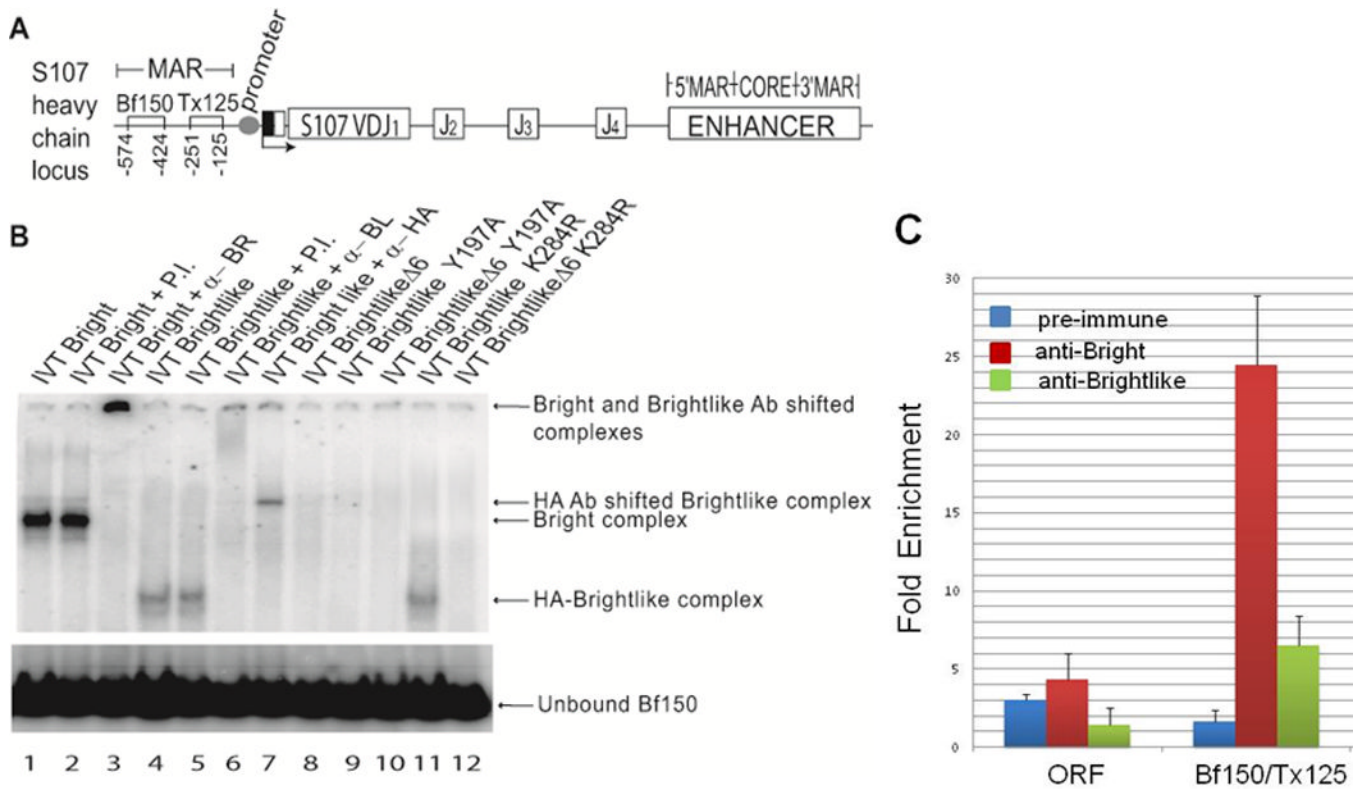 A
S107
heavy
chain
locus
MAR
Bf150 Tx125
-574
-424
-251
-125
promoter
S107 VDJ1
J2
J3
J4
5'MAR CORE 3'MAR
ENHANCER
B
IVT Bright
IVT Bright + P.I.
IVT Bright + α– BR
IVT Brightlike
IVT Brightlike + P.I.
IVT Brightlike + α– BL
IVT Bright like + α– HA
IVT BrightlikeΔ6
IVT Brightlike Y197A
IVT BrightlikeΔ6 Y197A
IVT Brightlike K284R
IVT BrightlikeΔ6 K284R
Bright and Brightlike Ab shifted
complexes
HA Ab shifted Brightlike complex
Bright complex
HA-Brightlike complex
Unbound Bf150
1 2 3 4 5 6 7 8 9 10 11 12
C
Fold Enrichment
30
25
20
15
10
5
0
pre-immune
anti-Bright
anti-Brightlike
ORF
Bf150/Tx125